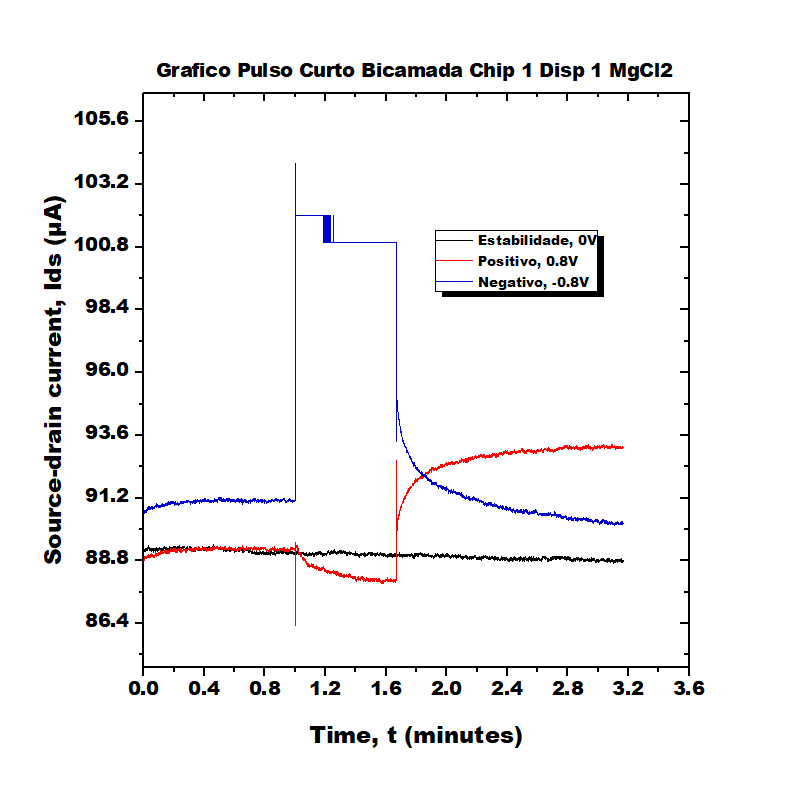 Grafico Pulso Curto Bicamada Chip 1 Disp 1 MgCl2
105.6
103.2
100.8
98.4
96.0
93.6
91.2
88.8
86.4
Source-drain current, Ids (µA)
Estabilidade, 0V
Positivo, 0.8V
Negativo, -0.8V
0.0 0.4 0.8 1.2 1.6 2.0 2.4 2.8 3.2 3.6
Time, t (minutes)